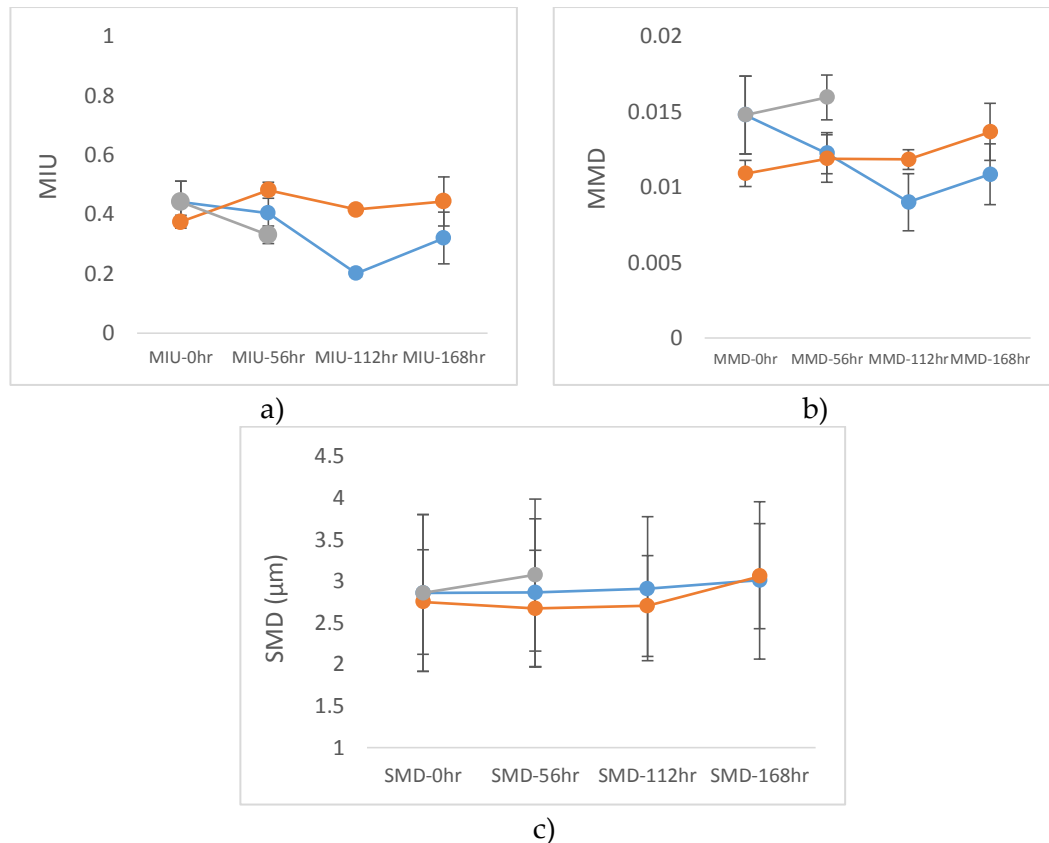 1
0.8
0.6
0.4
0.2
0
MIU
MIU-0hr MIU-56hr MIU-112hr MIU-168hr
a)
0.02
0.015
0.01
0.005
0
MMD
MMD-0hr MMD-56hr MMD-112hr MMD-168hr
b)
4.5
4
3.5
3
2.5
2
1.5
1
SMD (μm)
SMD-0hr SMD-56hr SMD-112hr SMD-168hr
c)